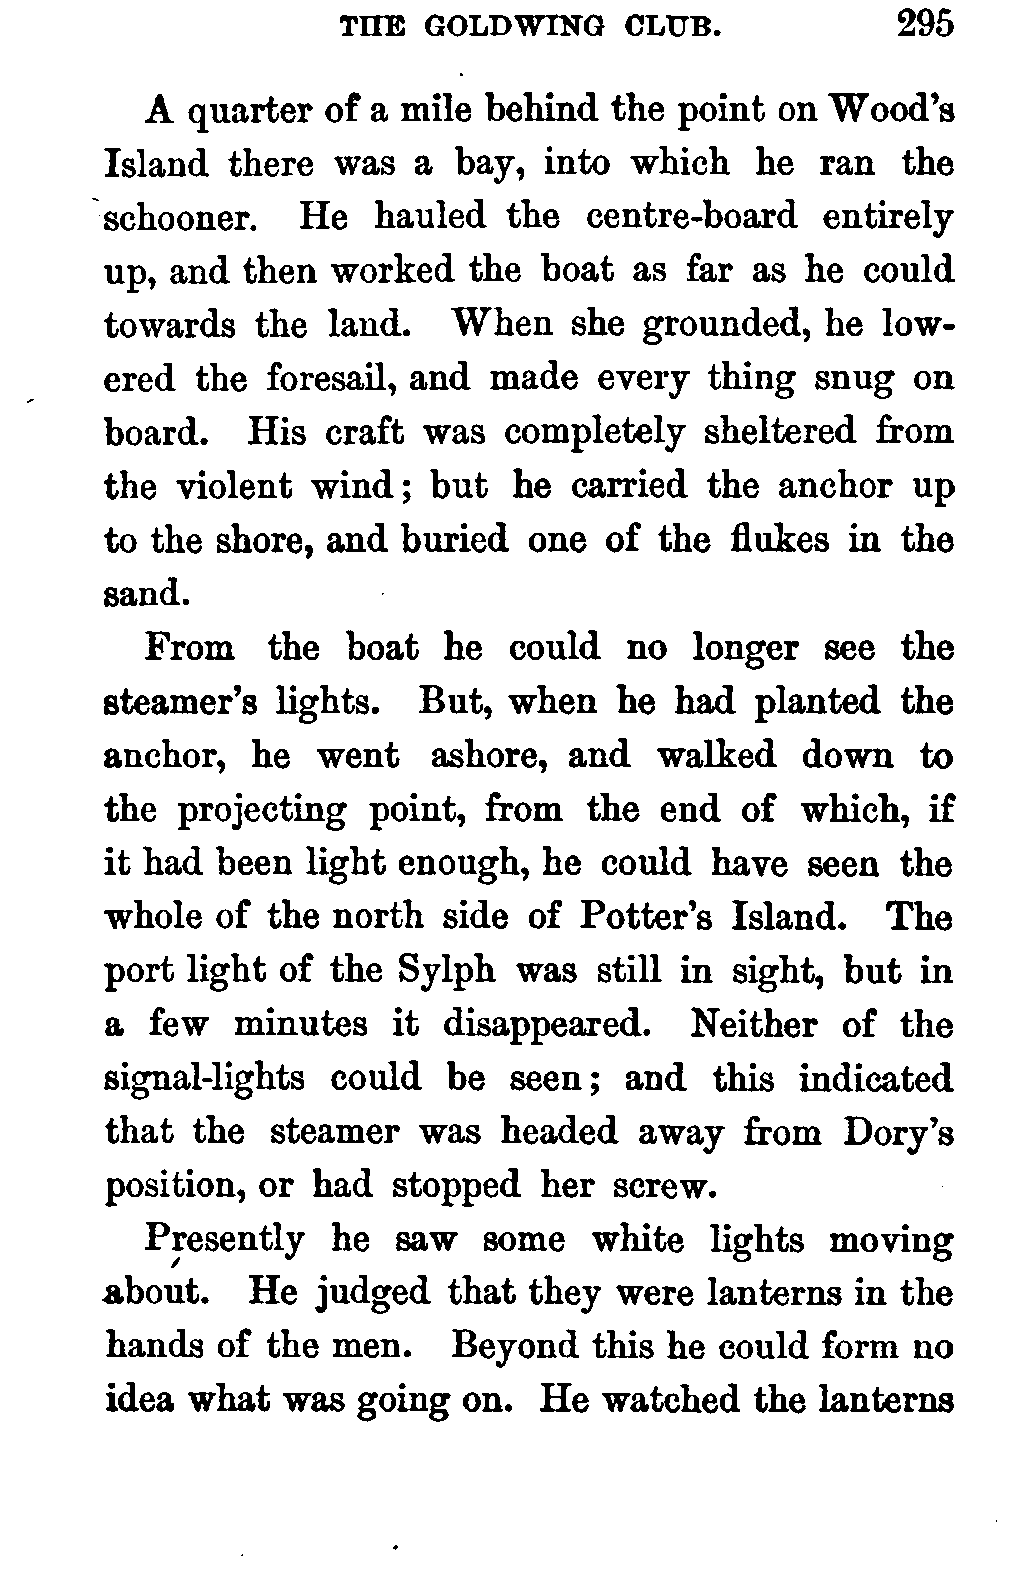 THE GOLDWING CLUB. 295
A quarter of a mile behind the point on Wood's
Island there was a bay, into which he ran the
schooner. He hauled the centre-board entirely
up, and then worked the boat as far as he could
towards the land. When she grounded, he low-
ered the foresail, and made every thing snug on
board. His craft was completely sheltered from
the violent wind; but he carried the anchor up
to the shore, and buried one of the flukes in the
sand.
From the boat he could no longer see the
steamer's lights. But, when he had planted the
anchor, he went ashore, and walked down to
the projecting point, from the end of which, if
it had been light enough, he could have seen the
whole of the north side of Potter's Island. The
port light of the Sylph was still in sight, but in
a few minutes it disappeared. Neither of the
signal-lights could be seen; and this indicated
that the steamer was headed away from Dory's
position, or had stopped her screw.
Presently he saw some white lights moving
about. He judged that they were lanterns in the
hands of the men. Beyond this he could form no
idea what was going on. He watched the lanterns